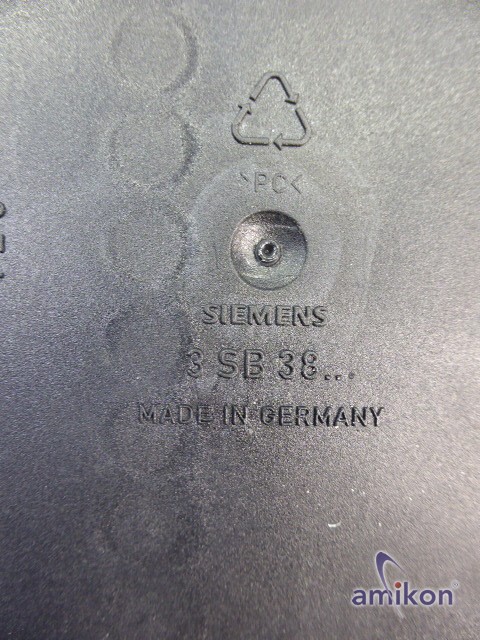 >PC<
SIEMENS
3 SB 38...
MADE IN GERMANY
amikon